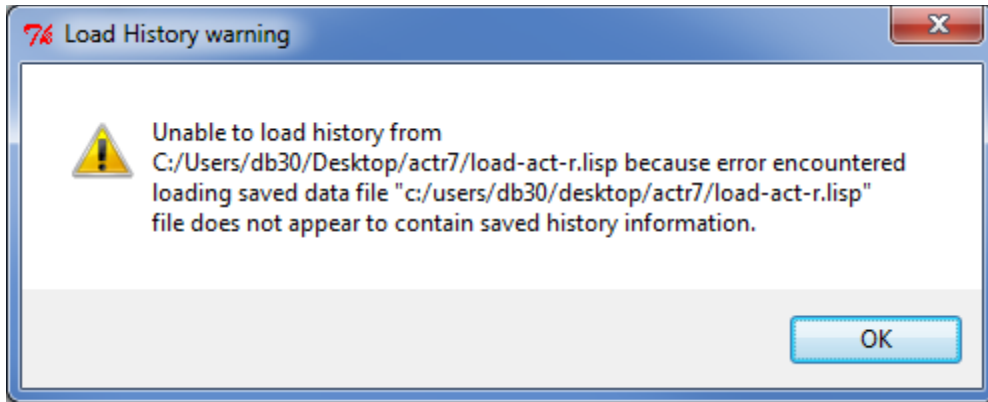 Load History warning
Unable to load history from
C:/Users/db30/Desktop/actr7/load-act-r.lisp because error encountered
loading saved data file "c:/users/db30/desktop/actr7/load-act-r.lisp"
file does not appear to contain saved history information.
OK